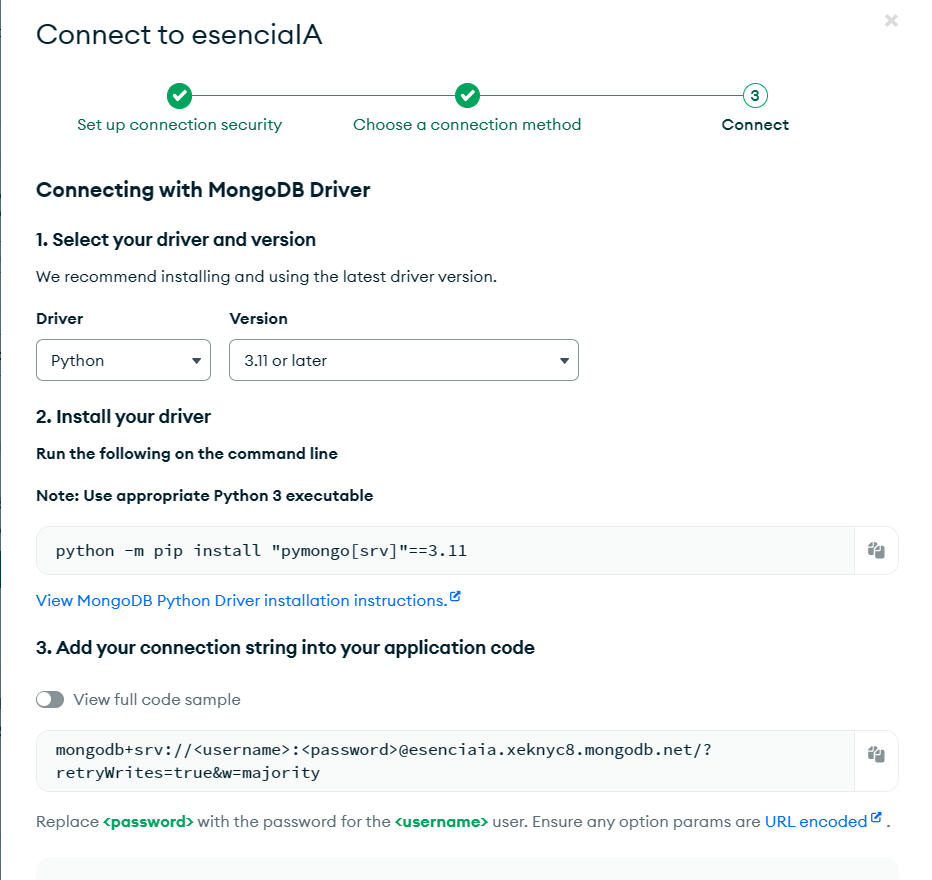 Connect to esenciaIA
3
Set up connection security
Choose a connection method
Connect
Connecting with MongoDB Driver
1. Select your driver and version
We recommend installing and using the latest driver version.
Driver
Version
Python
3.11 or later
2. Install your driver
Run the following on the command line
Note: Use appropriate Python 3 executable
python -m pip install "pymongo[srv]"==3.11
View MongoDB Python Driver installation instructions.
3. Add your connection string into your application code
View full code sample
mongodb+srv://<username>:<password>@esenciaia.xeknyc8.mongodb.net/?
retryWrites=true&w=majority
Replace <password> with the password for the <username> user. Ensure any option params are URL encoded .